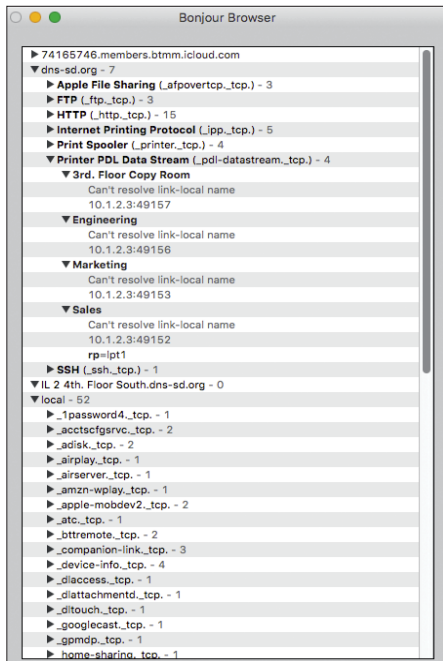 Bonjour Browser
74165746.members.btmm.icloud.com
dns-sd.org - 7
Apple File Sharing (_afpovertcp._tcp.) - 3
FTP (_ftp._tcp.) - 3
HTTP (_http._tcp.) - 15
Internet Printing Protocol (_ipp._tcp.) - 5
Print Spooler (_printer._tcp.) - 4
Printer PDL Data Stream (_pdl-datastream._tcp.) - 4
3rd. Floor Copy Room
Can't resolve link-local name
10.1.2.3:49157
Engineering
Can't resolve link-local name
10.1.2.3:49156
Marketing
Can't resolve link-local name
10.1.2.3:49153
Sales
Can't resolve link-local name
10.1.2.3:49152
rp=lpt1
SSH (_ssh._tcp.) - 1
IL 2 4th. Floor South.dns-sd.org - 0
local - 52
_1password4._tcp. - 1
_acctscfgsrvc._tcp. - 2
_adisk._tcp. - 2
_airplay._tcp. - 1
_airserver._tcp. - 1
_amzn-wplay._tcp. - 1
_apple-mobdev2._tcp. - 2
_atc._tcp. - 1
_bttremote._tcp. - 2
_companion-link._tcp. - 3
_device-info._tcp. - 4
_dlaccess._tcp. - 1
_dlattachmentd._tcp. - 1
_dltouch._tcp. - 1
_googlecast._tcp. - 1
_gpmdp._tcp. - 1
_home-sharing._tcp. - 1